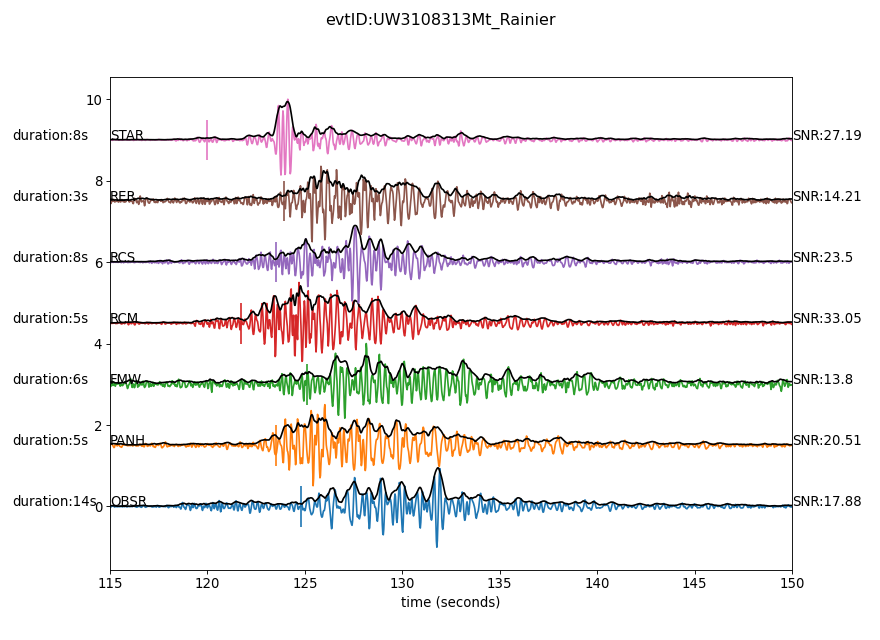 evtID:UW3108313Mt_Rainier
10
duration:8s STAR SNR:27.19
8
duration:3s RER SNR:14.21
duration:8s RCS SNR:23.5
6
duration:5s RCM SNR:33.05
4
duration:6s FMW SNR:13.8
2
duration:5s PANH SNR:20.51
duration:14s OBSR SNR:17.88
0
115 120 125 130 135 140 145 150
time (seconds)